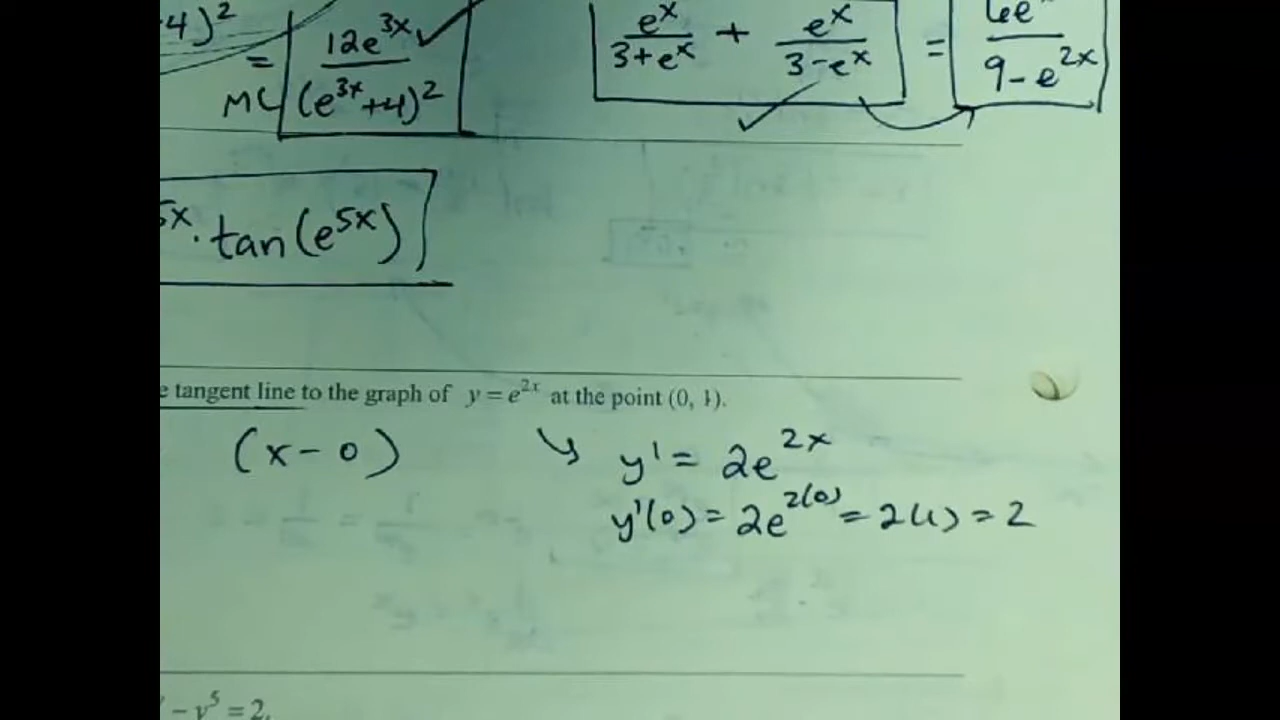 4)²
= 12e^{3x} / (e^{3x}+4)²
MC
e^x / (3+e^x) + e^x / (3-e^x) = 6e / (9-e^{2x})
5x · tan(e^{5x})
e tangent line to the graph of y = e^{2x} at the point (0, 1).
(x-0)
y' = 2e^{2x}
y'(0) = 2e^{2(0)} = 2(1) = 2
- y⁵ = 2.